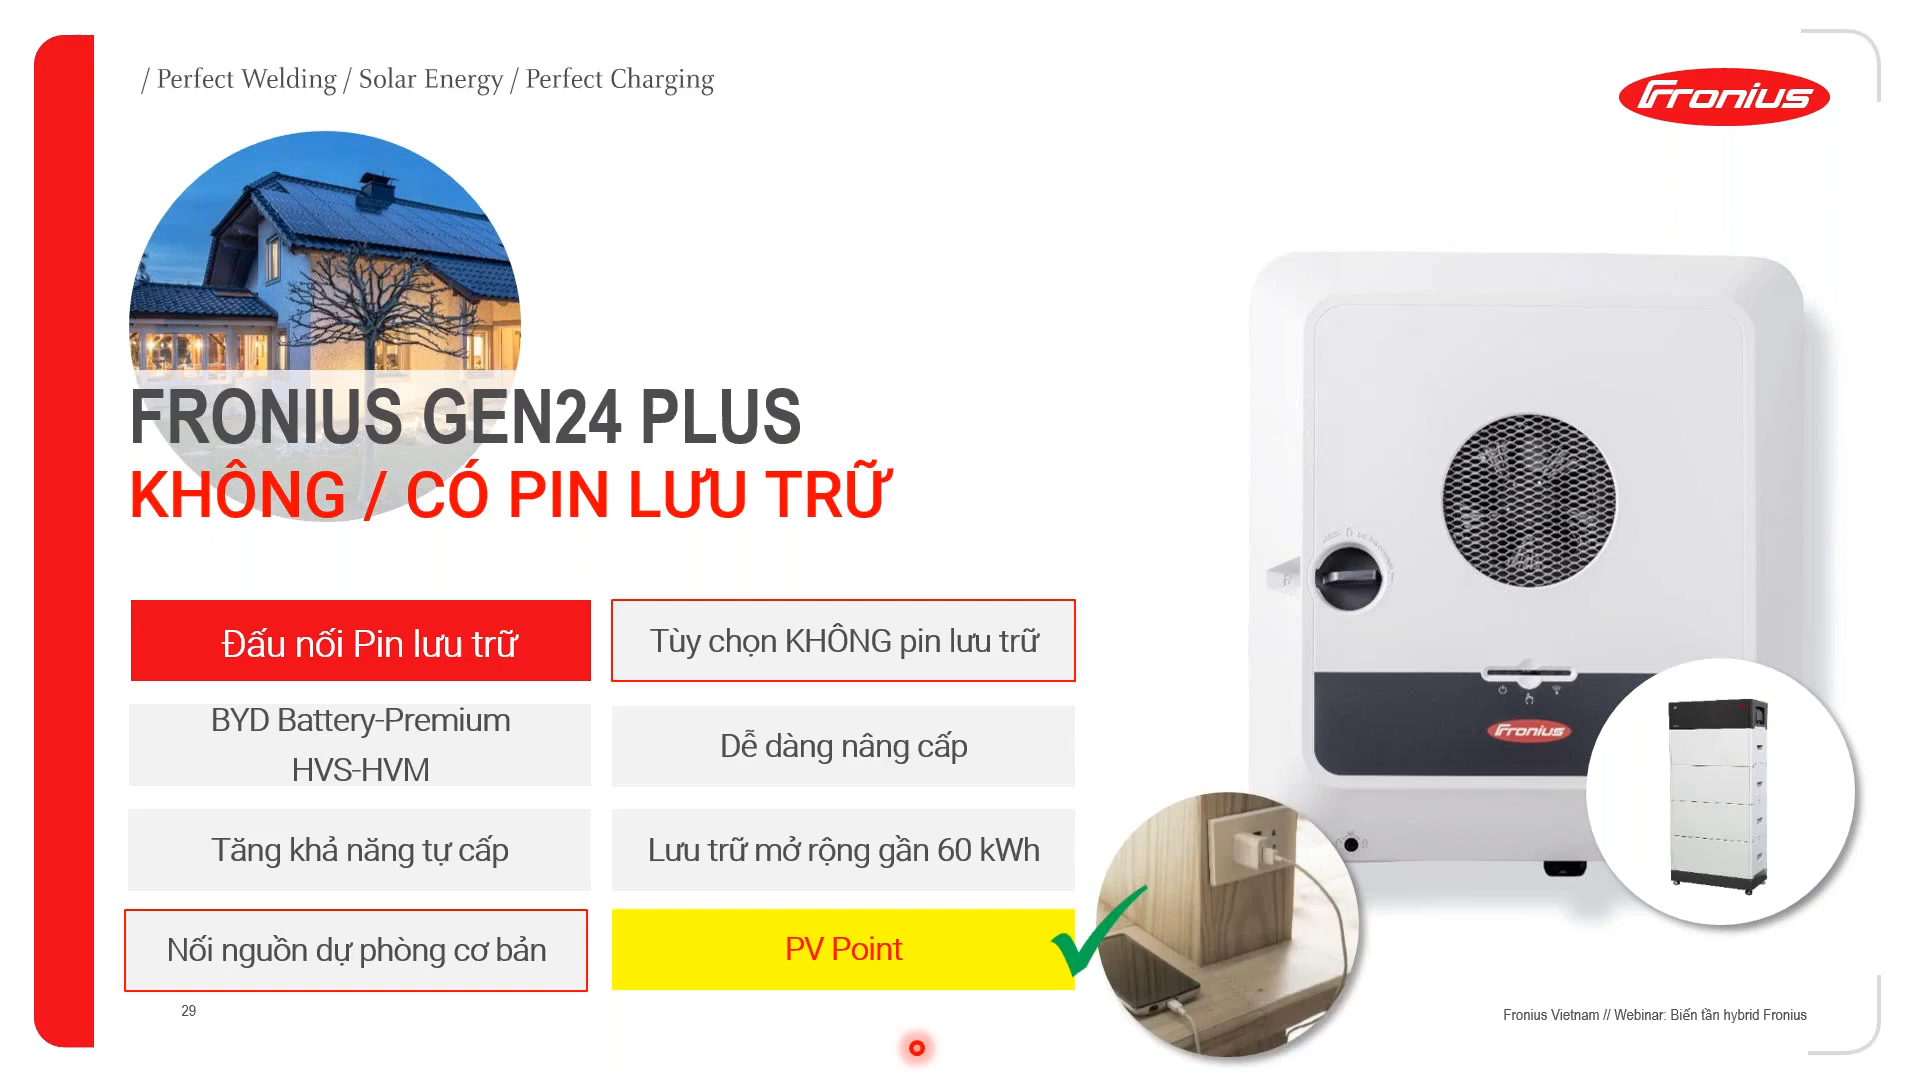 / Perfect Welding / Solar Energy / Perfect Charging
Fronius
FRONIUS GEN24 PLUS
KHÔNG / CÓ PIN LƯU TRỮ
Đấu nối Pin lưu trữ
Tùy chọn KHÔNG pin lưu trữ
BYD Battery-Premium
HVS-HVM
Dễ dàng nâng cấp
Tăng khả năng tự cấp
Lưu trữ mở rộng gần 60 kWh
Nối nguồn dự phòng cơ bản
PV Point
Fronius
29
Fronius Vietnam // Webinar: Biến tần hybrid Fronius